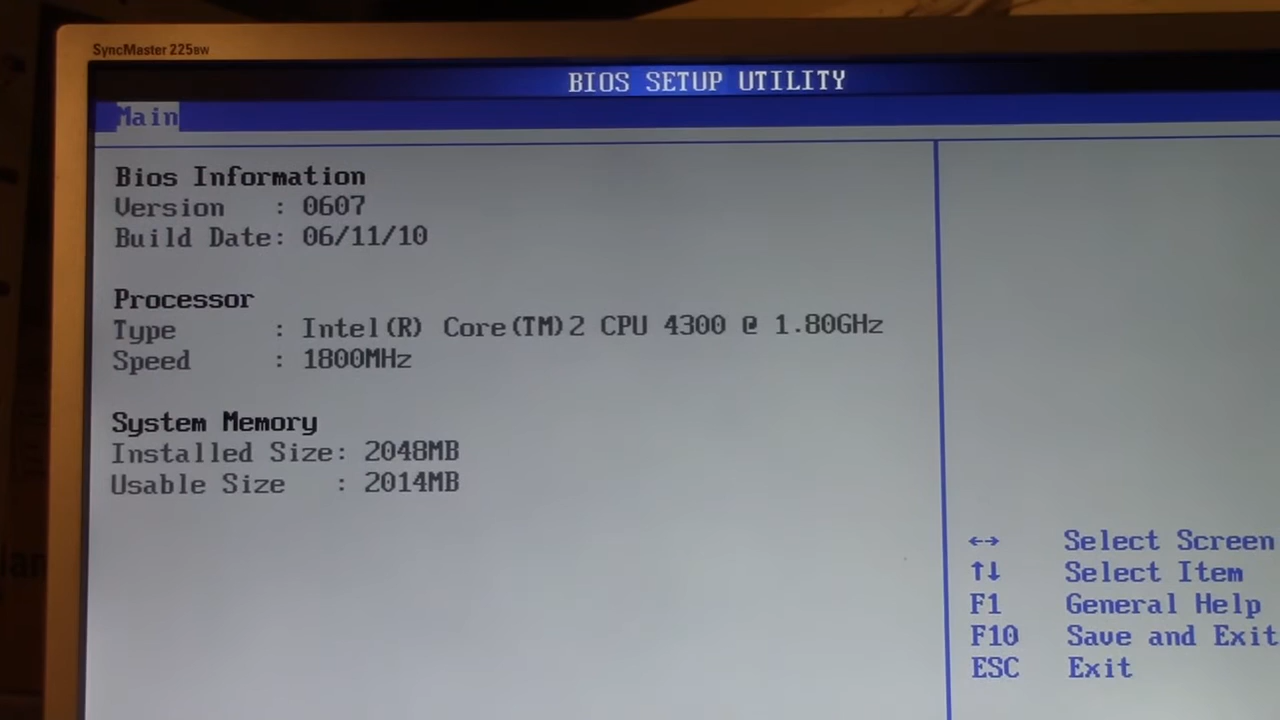 SyncMaster 225BW
BIOS SETUP UTILITY
Main
Bios Information
Version : 0607
Build Date: 06/11/10
Processor
Type : Intel(R) Core(TM)2 CPU 4300 @ 1.80GHz
Speed : 1800MHz
System Memory
Installed Size: 2048MB
Usable Size : 2014MB
↔ Select Screen
↑↓ Select Item
F1 General Help
F10 Save and Exit
ESC Exit